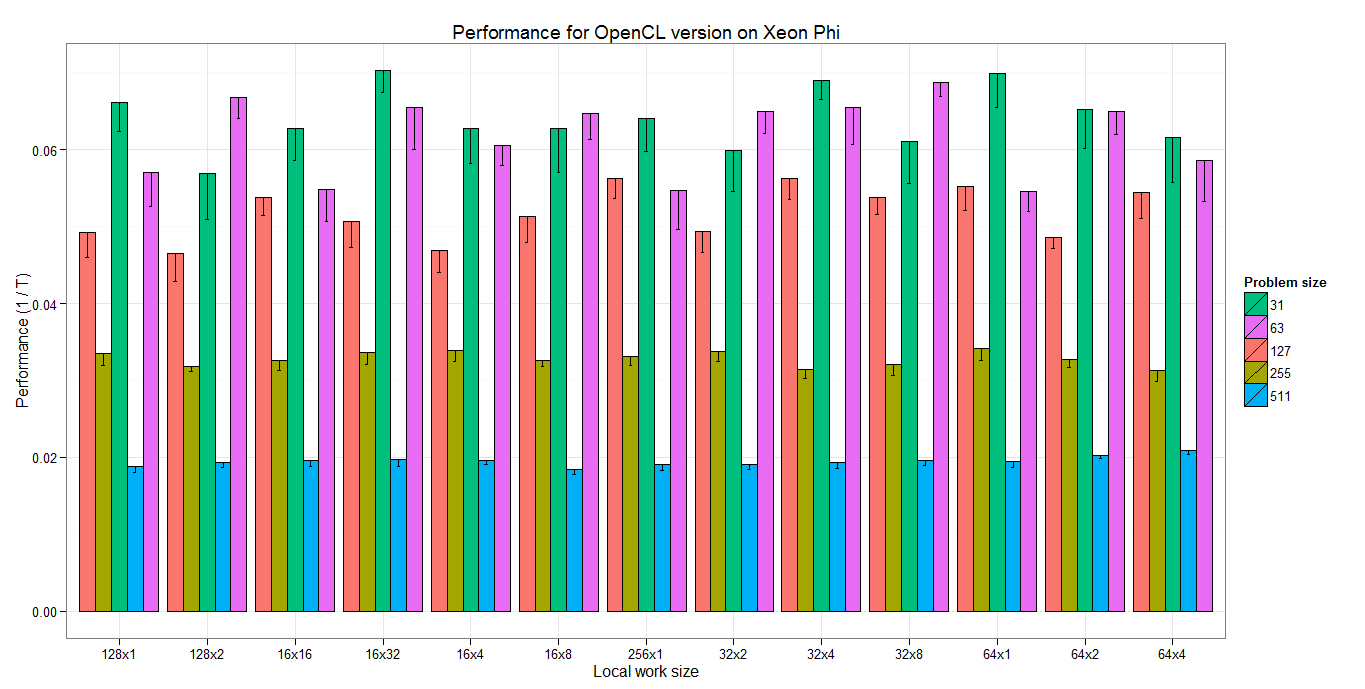 Performance for OpenCL version on Xeon Phi
Performance (1 / T)
0.06
0.04
0.02
0.00
128x1 128x2 16x16 16x32 16x4 16x8 256x1 32x2 32x4 32x8 64x1 64x2 64x4
Local work size
Problem size
31
63
127
255
511